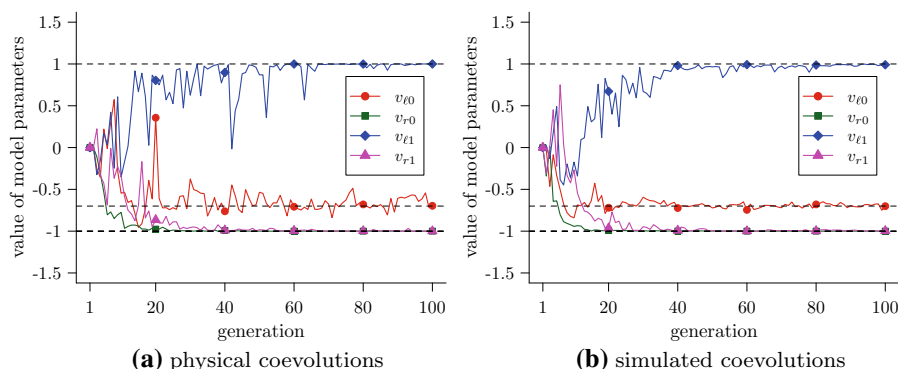 value of model parameters
1.5
1
0.5
0
-0.5
-1
-1.5
v_ℓ0
v_r0
v_ℓ1
v_r1
1 20 40 60 80 100
generation
(a) physical coevolutions
value of model parameters
1.5
1
0.5
0
-0.5
-1
-1.5
v_ℓ0
v_r0
v_ℓ1
v_r1
1 20 40 60 80 100
generation
(b) simulated coevolutions